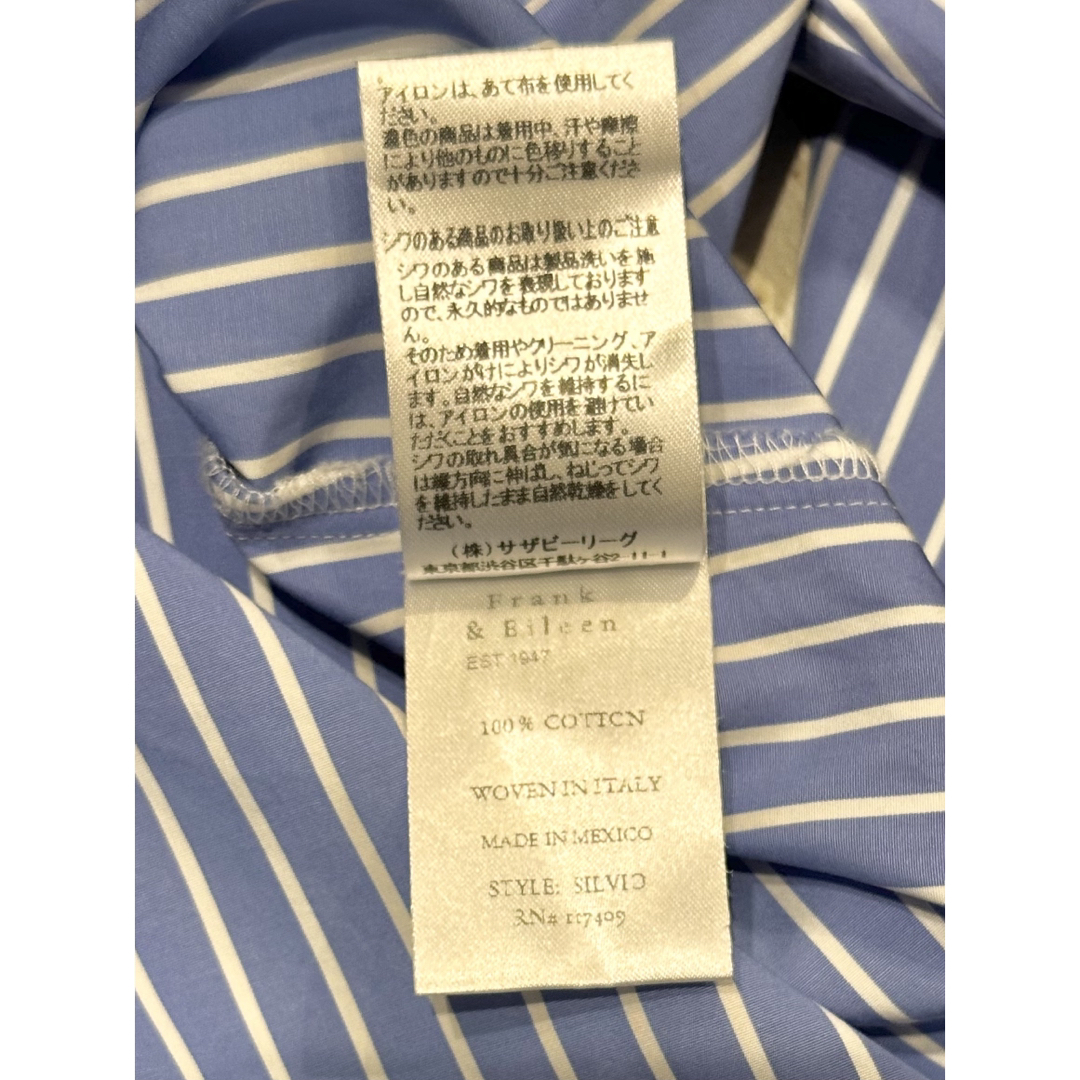 アイロンは、あて布を使用してく
ださい。
濃色の商品は着用中、汗や摩擦
により他のものに色移りすること
がありますので十分ご注意くださ
い。
シワのある商品のお取り扱い上のご注意
シワのある商品は製品洗いを施
し自然なシワを表現しております
ので、永久的なものではありませ
ん。
そのため着用やクリーニング、ア
イロンがけによりシワが消失し
ます。自然なシワを維持するに
は、アイロンの使用を避けてい
ただくことをおすすめします。
シワの取れ具合が気になる場合
は縦方向に伸ばし、ねじってシワ
を維持したまま自然乾燥をしてく
ださい。
(株)サザビーリーグ
東京都渋谷区千駄ヶ谷2-11-1
Frank
& Eileen
EST 1947
100% COTTON
WOVEN IN ITALY
MADE IN MEXICO
STYLE: SILVIO
RN# 117409